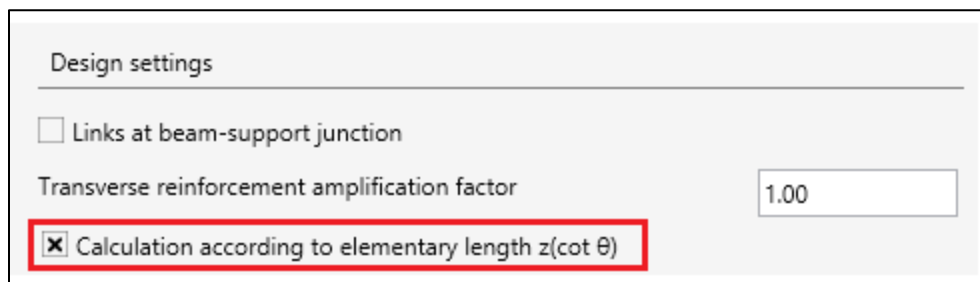 Design settings
Links at beam-support junction
Transverse reinforcement amplification factor 1.00
Calculation according to elementary length z(cot θ)